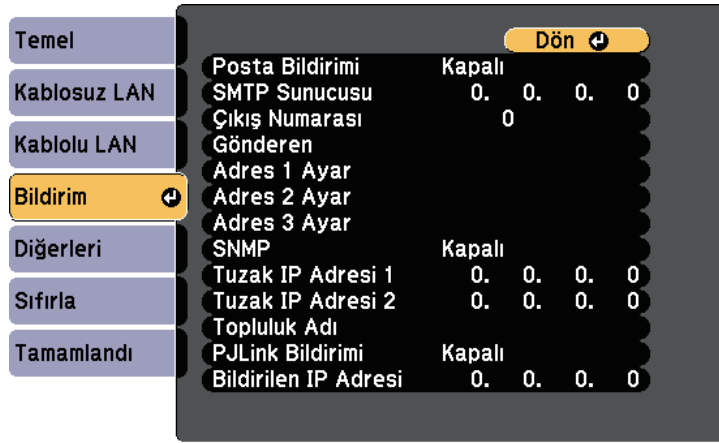 Temel
Kablosuz LAN
Kablolu LAN
Bildirim
Diğerleri
Sıfırla
Tamamlandı
Dön
Posta Bildirimi Kapalı
SMTP Sunucusu 0. 0. 0. 0
Çıkış Numarası 0
Gönderen
Adres 1 Ayar
Adres 2 Ayar
Adres 3 Ayar
SNMP Kapalı
Tuzak IP Adresi 1 0. 0. 0. 0
Tuzak IP Adresi 2 0. 0. 0. 0
Topluluk Adı
PJLink Bildirimi Kapalı
Bildirilen IP Adresi 0. 0. 0. 0